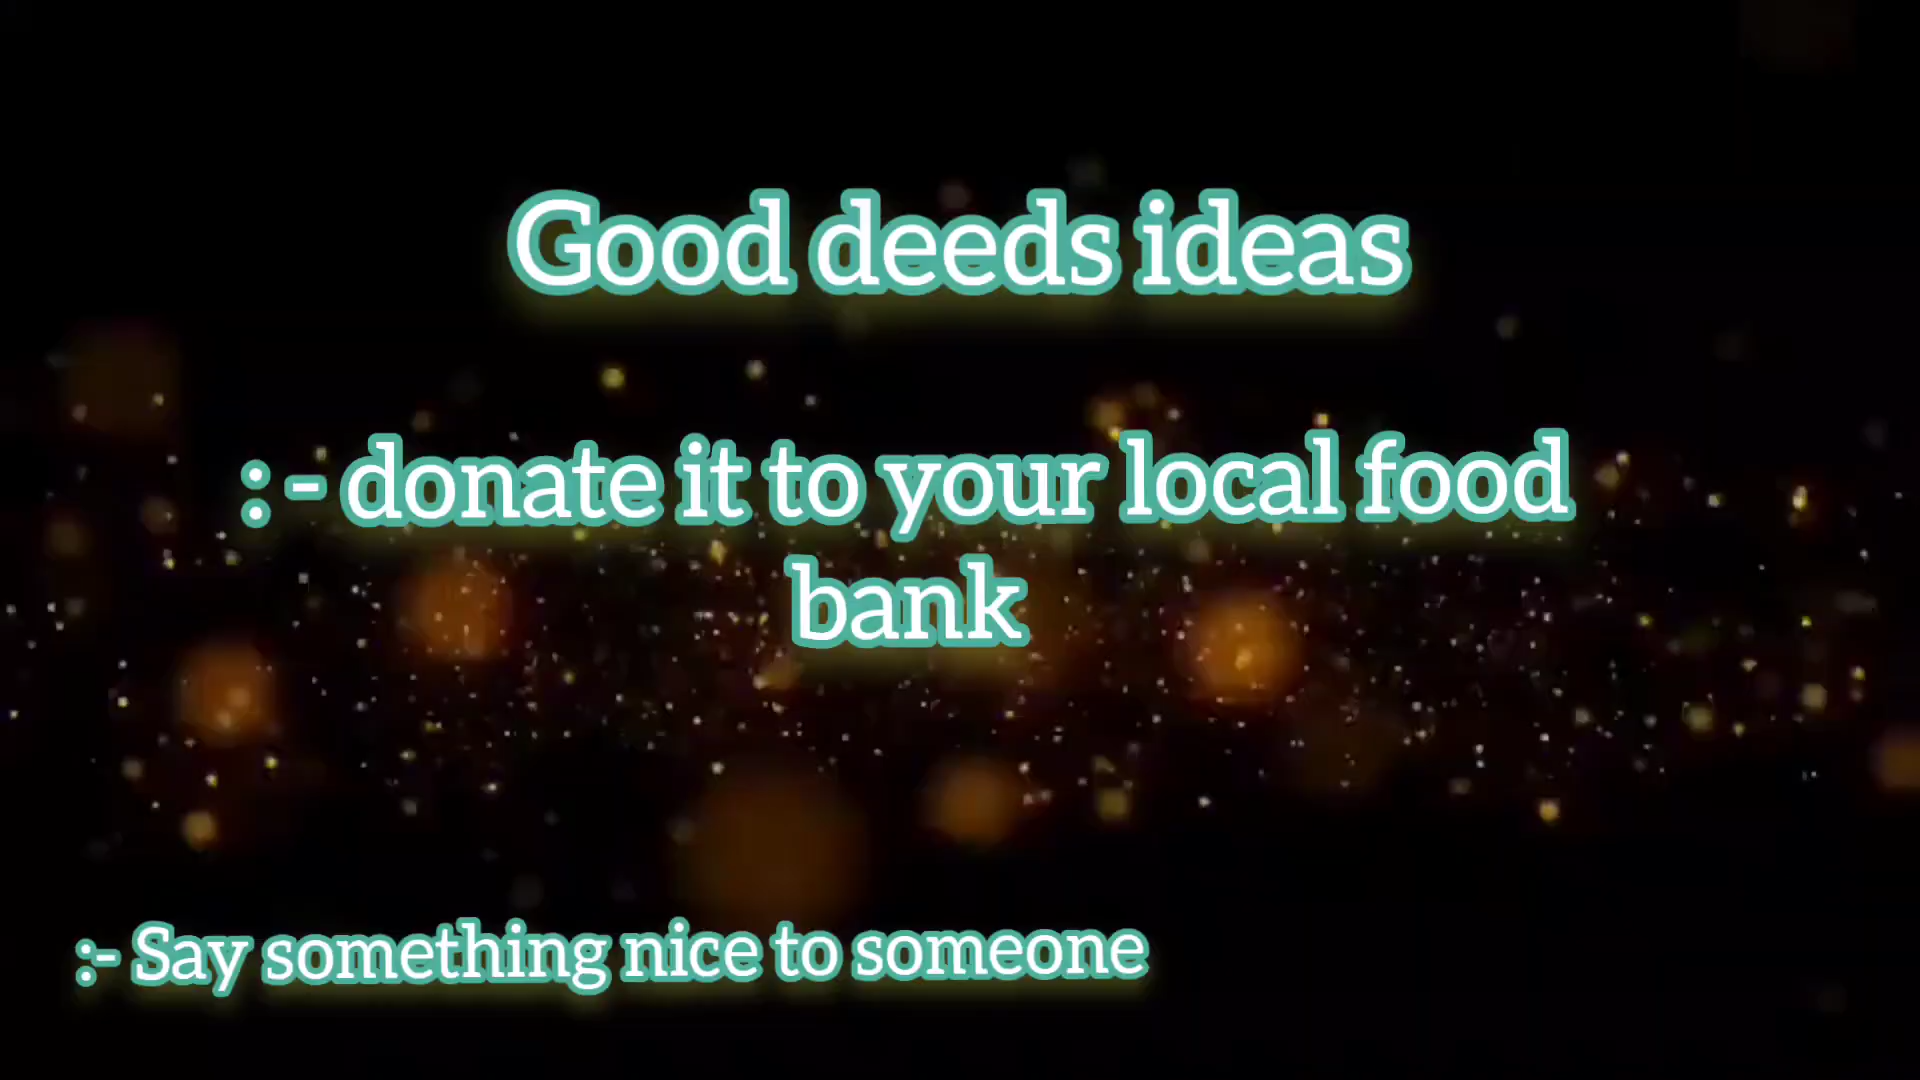 Good deeds ideas
: - donate it to your local food
bank
:- Say something nice to someone